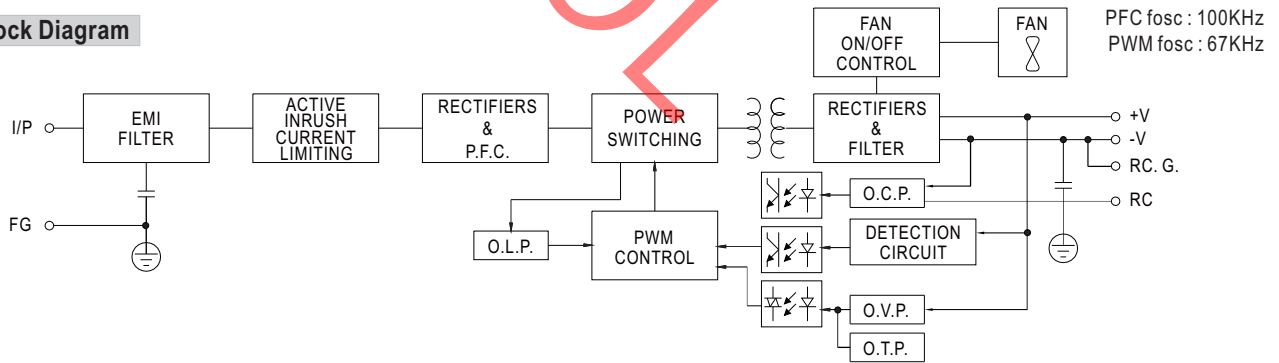 ock Diagram
PFC fosc : 100KHz
PWM fosc : 67KHz
FAN
ON/OFF
CONTROL
FAN
I/P
EMI
FILTER
ACTIVE
INRUSH
CURRENT
LIMITING
RECTIFIERS
&
P.F.C.
POWER
SWITCHING
RECTIFIERS
&
FILTER
+V
-V
RC. G.
RC
FG
O.L.P.
PWM
CONTROL
O.C.P.
DETECTION
CIRCUIT
O.V.P.
O.T.P.